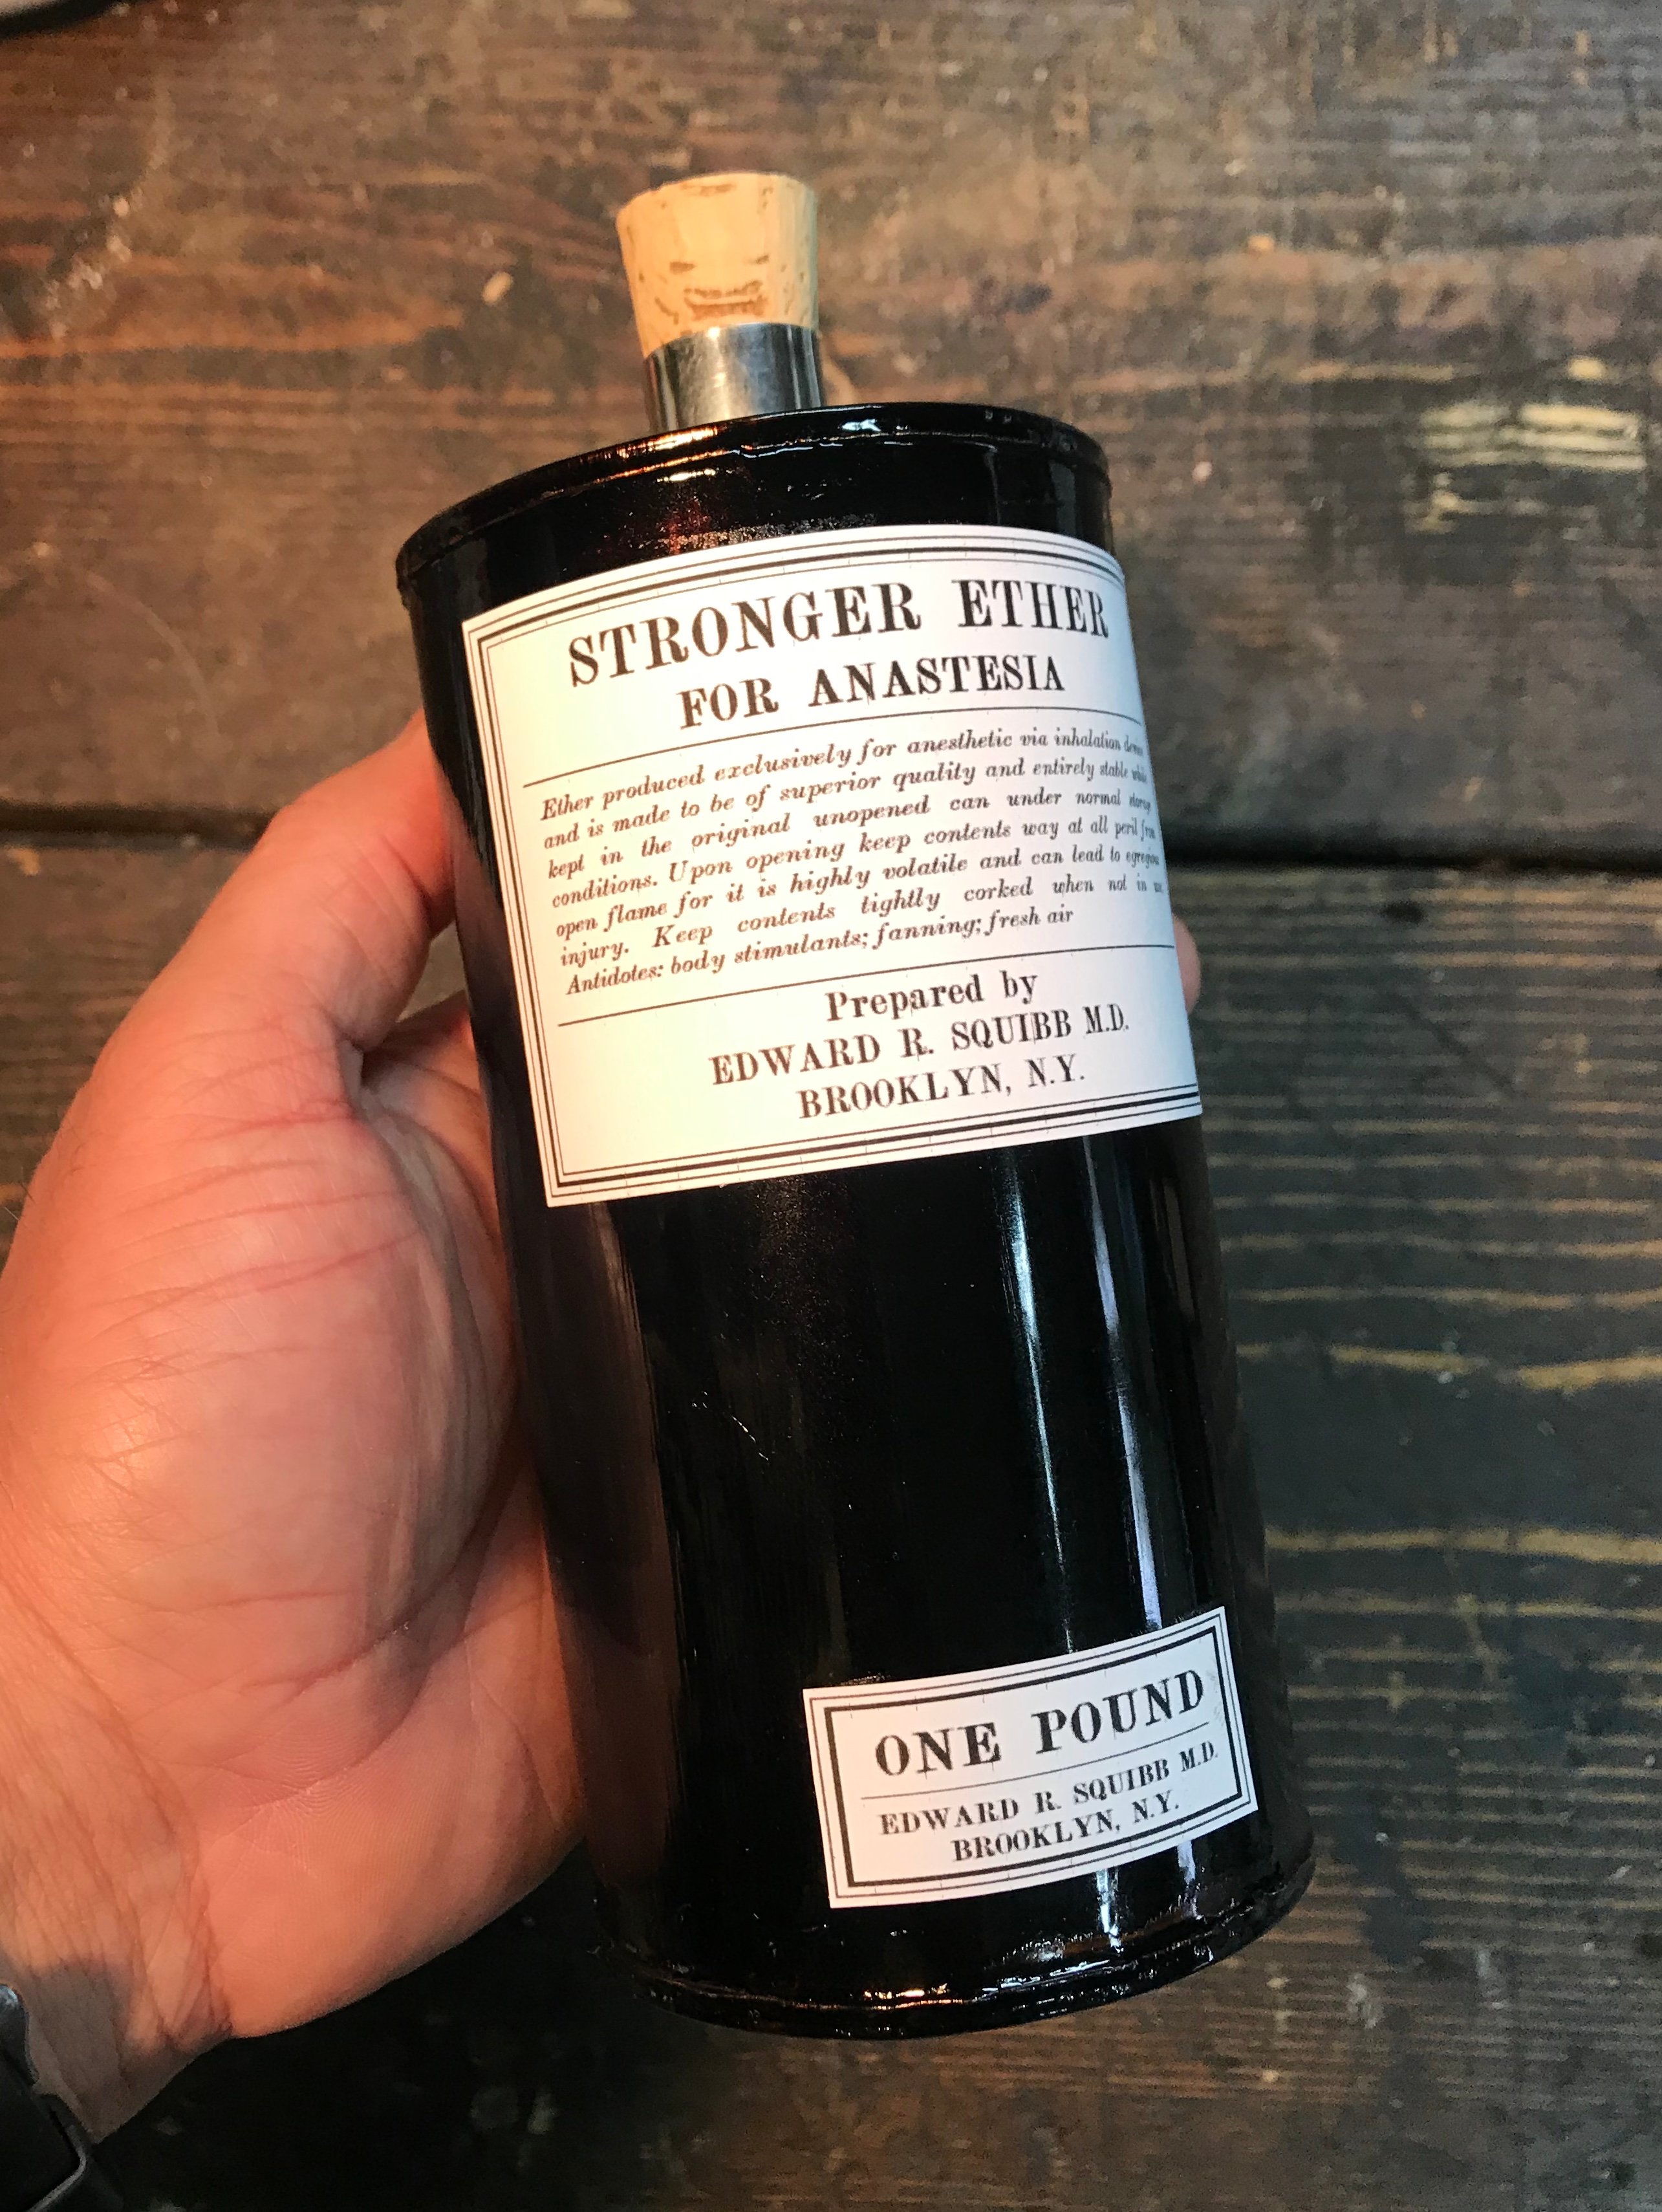 STRONGER ETHER
FOR ANASTESIA
Ether produced exclusively for anesthetic via inhalation
and is made to be of superior quality and entirely stable
kept in the original unopened can under normal
conditions. Upon opening keep contents way at all peril
open flame for it is highly volatile and can lead to
injury. Keep contents tightly corked when not in
Antidotes: body stimulants; fanning; fresh air
Prepared by
EDWARD R. SQUIBB M.D.
BROOKLYN, N.Y.
ONE POUND
EDWARD R. SQUIBB M.D.
BROOKLYN, N.Y.